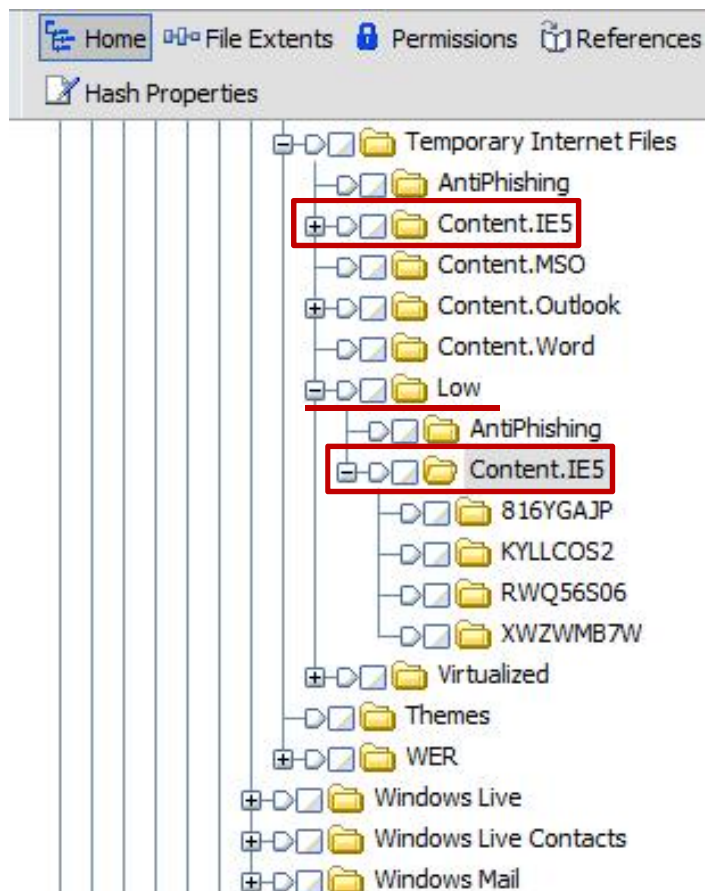 Home File Extents Permissions References
Hash Properties
Temporary Internet Files
AntiPhishing
Content.IE5
Content.MSO
Content.Outlook
Content.Word
Low
AntiPhishing
Content.IE5
816YGAJP
KYLLCOS2
RWQ56S06
XWZWMB7W
Virtualized
Themes
WER
Windows Live
Windows Live Contacts
Windows Mail